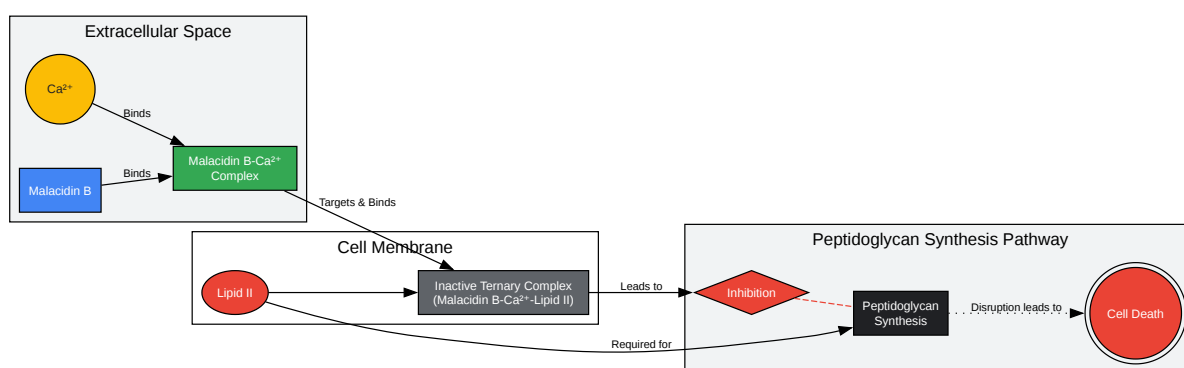 Extracellular Space
Ca²⁺
Binds
Malacidin B
Binds
Malacidin B-Ca²⁺
Complex
Targets & Binds
Cell Membrane
Lipid II
Inactive Ternary Complex
(Malacidin B-Ca²⁺-Lipid II)
Leads to
Required for
Peptidoglycan Synthesis Pathway
Inhibition
Peptidoglycan
Synthesis
Disruption leads to
Cell Death